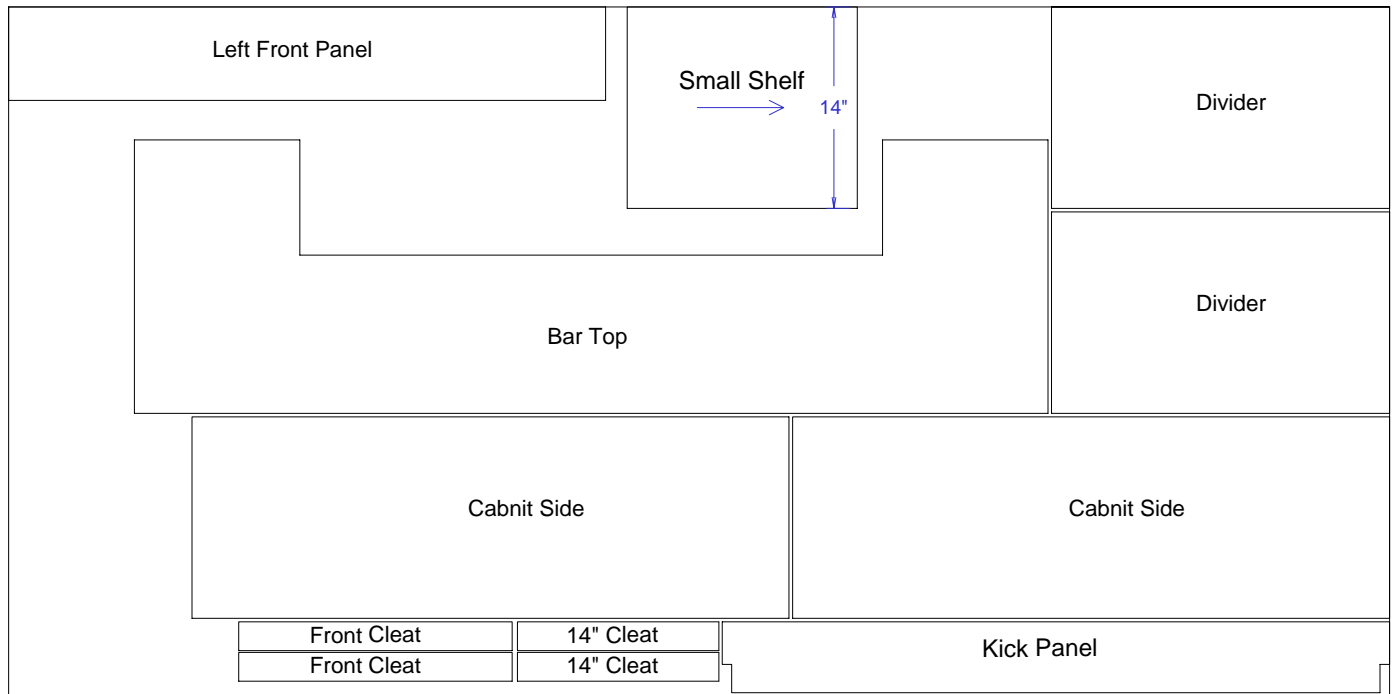 Left Front Panel
Small Shelf
14"
Divider
Divider
Bar Top
Cabnit Side
Cabnit Side
Front Cleat
14" Cleat
Kick Panel
Front Cleat
14" Cleat